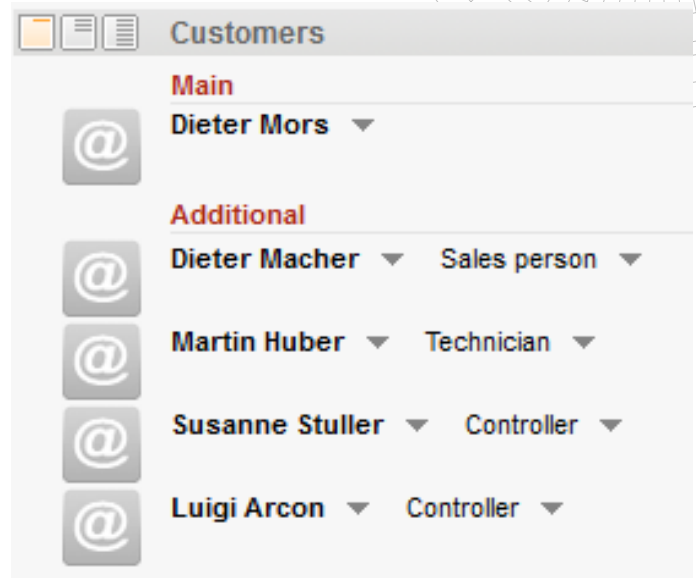 Customers
Main
@ Dieter Mors
Additional
@ Dieter Macher Sales person
@ Martin Huber Technician
@ Susanne Stuller Controller
@ Luigi Arcon Controller